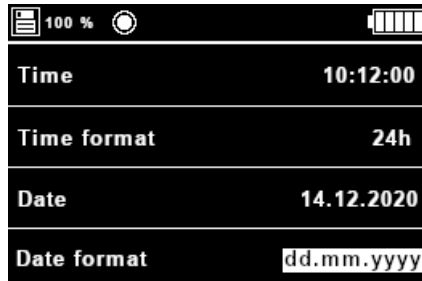 100 %
Time 10:12:00
Time format 24h
Date 14.12.2020
Date format dd.mm.yyyy